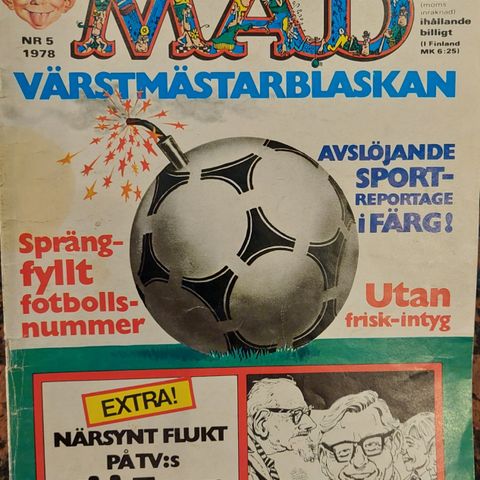 MAD
NR 5
1978
(moms
inräknad)
ihållande
billigt
(I Finland
MK 6:25)
VÄRSTMÄSTARBLASKAN
AVSLÖJANDE
SPORT-
REPORTAGE
i FÄRG!
Spräng-
fyllt
fotbolls-
nummer
Utan
frisk-intyg
EXTRA!
NÄRSYNT FLUKT
PÅ TV:s